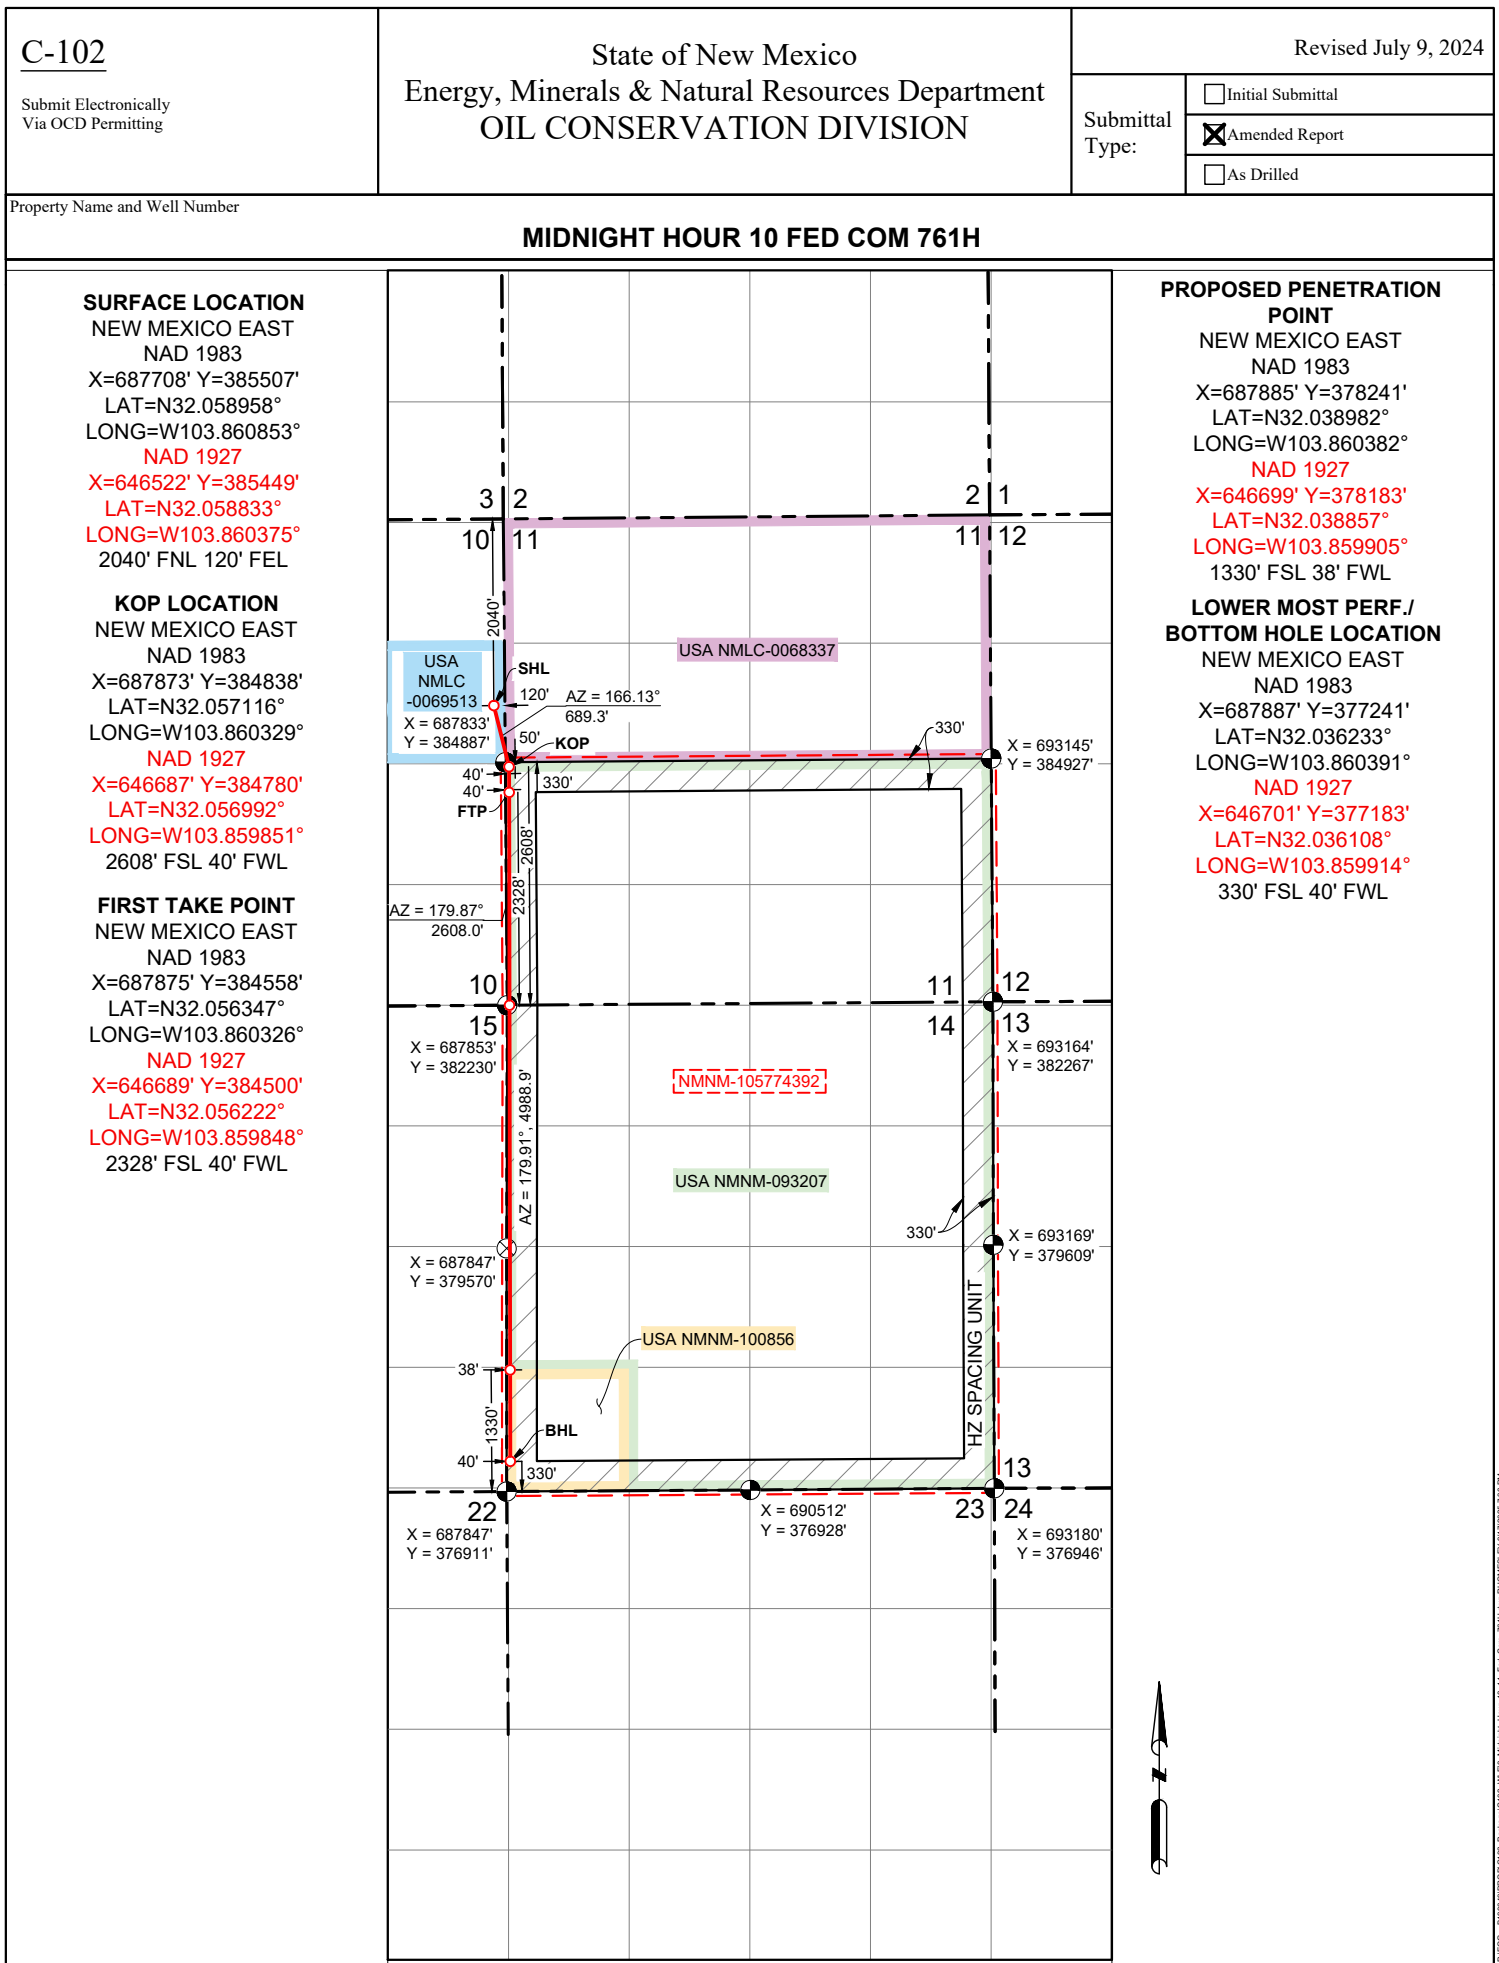 C-102
Submit Electronically
Via OCD Permitting
State of New Mexico
Energy, Minerals & Natural Resources Department
OIL CONSERVATION DIVISION
Revised July 9, 2024
Submittal
Type:
Initial Submittal
Amended Report
As Drilled
Property Name and Well Number
MIDNIGHT HOUR 10 FED COM 761H
SURFACE LOCATION
NEW MEXICO EAST
NAD 1983
X=687708' Y=385507'
LAT=N32.058958°
LONG=W103.860853°
NAD 1927
X=646522' Y=385449'
LAT=N32.058833°
LONG=W103.860375°
2040' FNL 120' FEL
KOP LOCATION
NEW MEXICO EAST
NAD 1983
X=687873' Y=384838'
LAT=N32.057116°
LONG=W103.860329°
NAD 1927
X=646687' Y=384780'
LAT=N32.056992°
LONG=W103.859851°
2608' FSL 40' FWL
FIRST TAKE POINT
NEW MEXICO EAST
NAD 1983
X=687875' Y=384558'
LAT=N32.056347°
LONG=W103.860326°
NAD 1927
X=646689' Y=384500'
LAT=N32.056222°
LONG=W103.859848°
2328' FSL 40' FWL
3 2
10 11
2 1
11 12
2040'
USA NMLC-0068337
USA
NMLC
-0069513
SHL
120'
AZ = 166.13°
689.3'
X = 687833'
Y = 384887'
50'
KOP
330'
X = 693145'
Y = 384927'
40'
330'
40'
FTP
2608'
2328'
AZ = 179.87°
2608.0'
10
15
11
14
12
13
X = 687853'
Y = 382230'
X = 693164'
Y = 382267'
NMNM-105774392
AZ = 179.91°, 4988.9'
USA NMNM-093207
330'
X = 693169'
Y = 379609'
X = 687847'
Y = 379570'
HZ SPACING UNIT
USA NMNM-100856
38'
1330'
BHL
40'
330'
22
13
23 24
X = 687847'
Y = 376911'
X = 690512'
Y = 376928'
X = 693180'
Y = 376946'
PROPOSED PENETRATION
POINT
NEW MEXICO EAST
NAD 1983
X=687885' Y=378241'
LAT=N32.038982°
LONG=W103.860382°
NAD 1927
X=646699' Y=378183'
LAT=N32.038857°
LONG=W103.859905°
1330' FSL 38' FWL
LOWER MOST PERF./
BOTTOM HOLE LOCATION
NEW MEXICO EAST
NAD 1983
X=687887' Y=377241'
LAT=N32.036233°
LONG=W103.860391°
NAD 1927
X=646701' Y=377183'
LAT=N32.036108°
LONG=W103.859914°
330' FSL 40' FWL
N